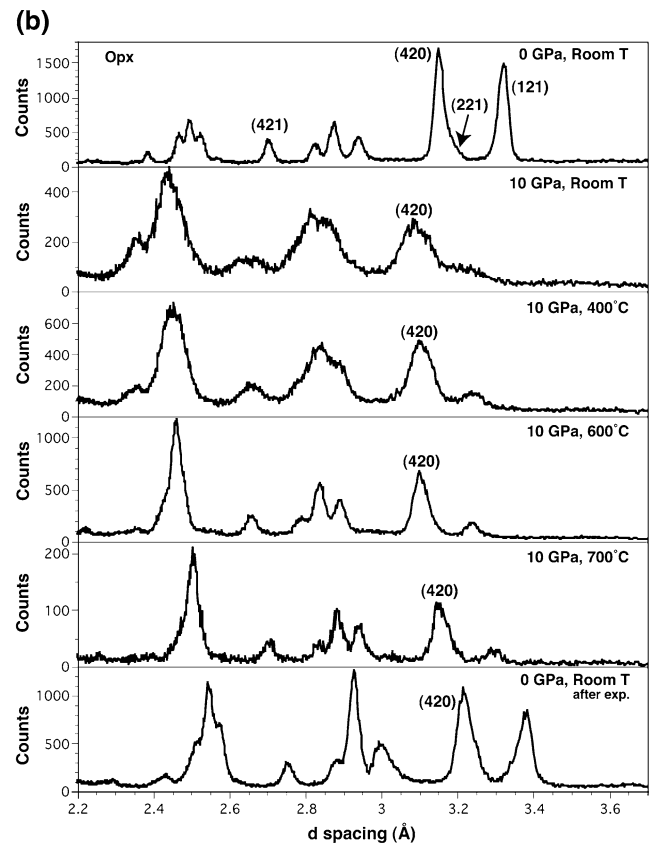 (b)
Opx
0 GPa, Room T
(420)
(221)
(121)
(421)
Counts
1500
1000
500
0
10 GPa, Room T
(420)
Counts
400
200
0
10 GPa, 400°C
(420)
Counts
600
400
200
0
10 GPa, 600°C
(420)
Counts
1000
500
0
10 GPa, 700°C
(420)
Counts
200
100
0
0 GPa, Room T
after exp.
(420)
Counts
1000
500
0
2.2 2.4 2.6 2.8 3 3.2 3.4 3.6
d spacing (Å)